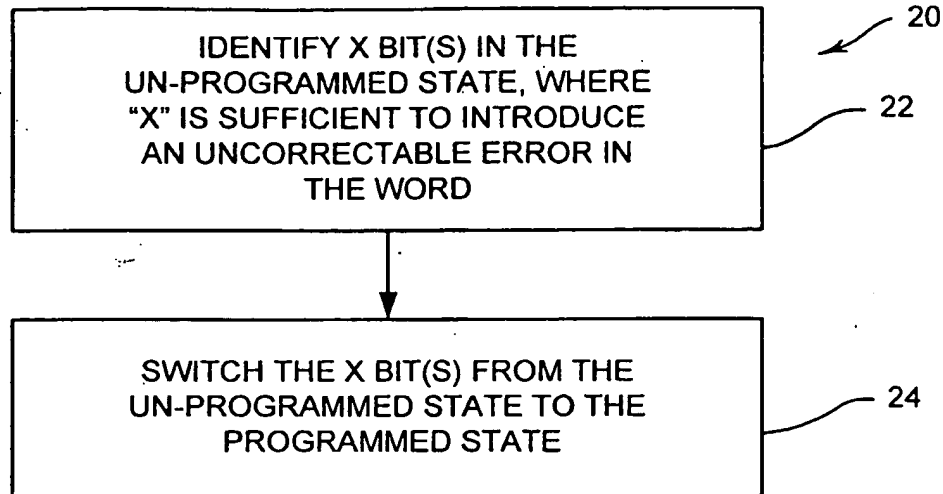 20
IDENTIFY X BIT(S) IN THE
UN-PROGRAMMED STATE, WHERE
"X" IS SUFFICIENT TO INTRODUCE
AN UNCORRECTABLE ERROR IN
THE WORD
22
SWITCH THE X BIT(S) FROM THE
UN-PROGRAMMED STATE TO THE
PROGRAMMED STATE
24